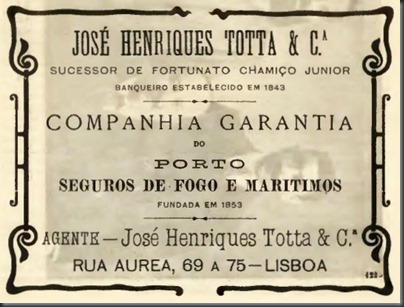 JOSÉ HENRIQUES TOTTA & C.ᴬ
SUCESSOR DE FORTUNATO CHAMIÇO JUNIOR
BANQUEIRO ESTABELECIDO EM 1843
COMPANHIA GARANTIA
DO
PORTO
SEGUROS DE FOGO E MARITIMOS
FUNDADA EM 1853
AGENTE—José Henriques Totta & C.ª
RUA AUREA, 69 A 75—LISBOA